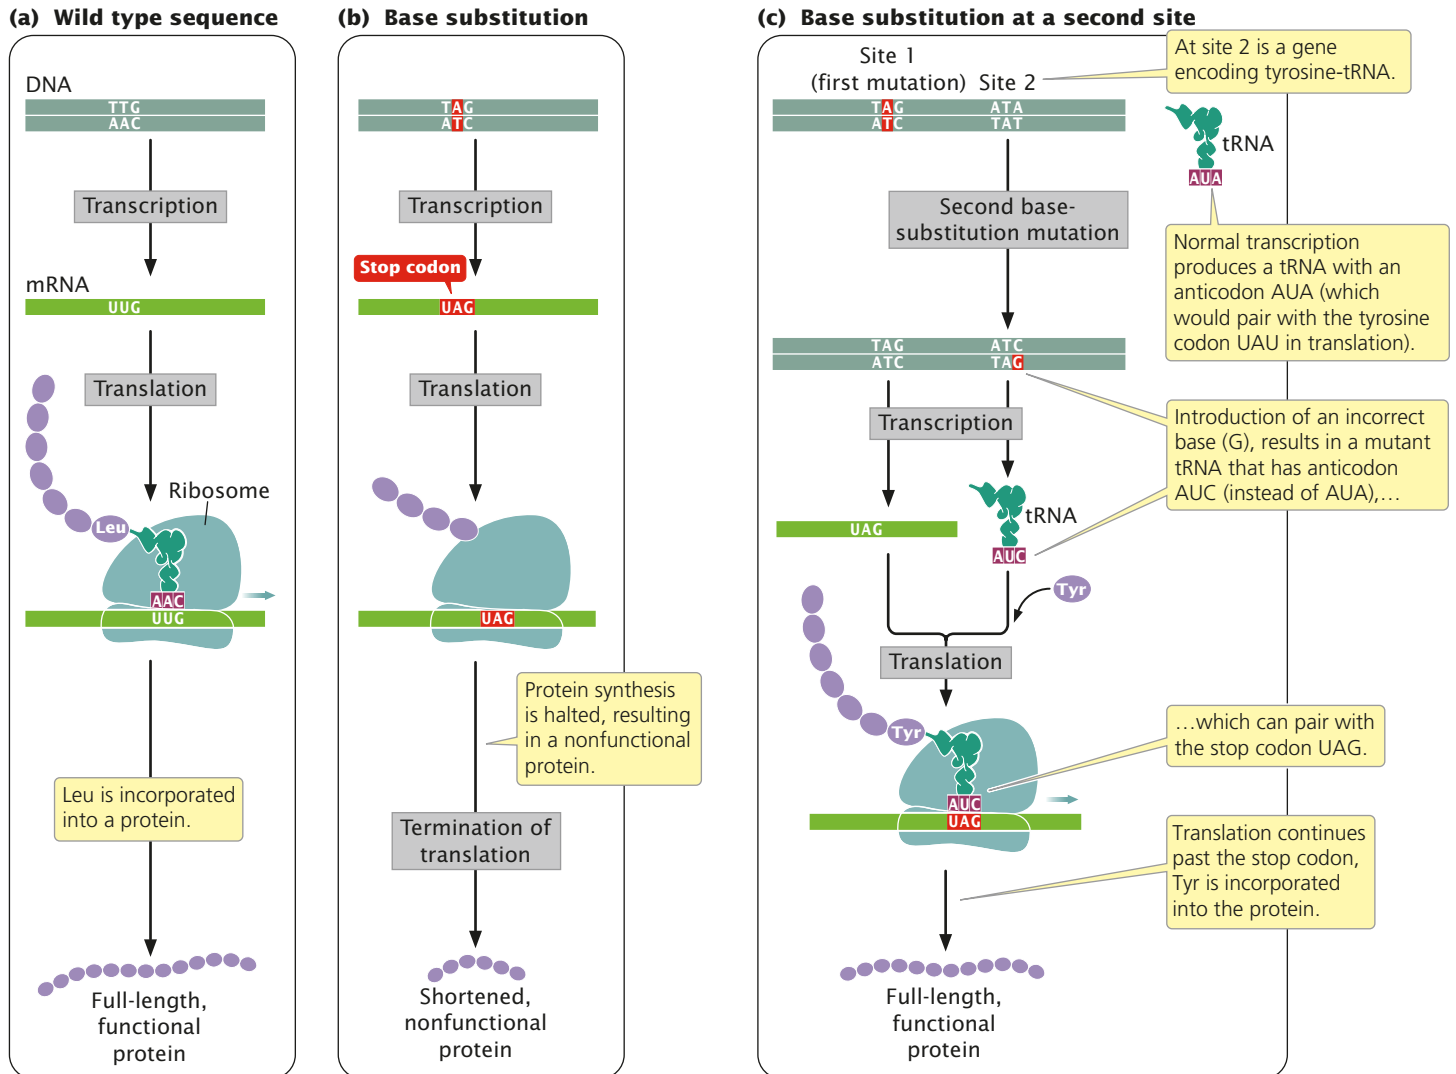 (a) Wild type sequence
DNA
TTG
AAC
Transcription
mRNA
UUG
Translation
Ribosome
Leu
AAC
UUG
Leu is incorporated
into a protein.
Full-length,
functional
protein
(b) Base substitution
TAG
ATC
Transcription
Stop codon
UAG
Translation
UAG
Protein synthesis
is halted, resulting
in a nonfunctional
protein.
Termination of
translation
Shortened,
nonfunctional
protein
(c) Base substitution at a second site
Site 1
(first mutation) Site 2
At site 2 is a gene
encoding tyrosine-tRNA.
TAG ATA
ATC TAT
tRNA
AUA
Second base-
substitution mutation
Normal transcription
produces a tRNA with an
anticodon AUA (which
would pair with the tyrosine
codon UAU in translation).
TAG ATC
ATC TAG
Transcription
Introduction of an incorrect
base (G), results in a mutant
tRNA that has anticodon
AUC (instead of AUA),…
tRNA
UAG
AUC
Tyr
Translation
Tyr
…which can pair with
the stop codon UAG.
AUC
UAG
Translation continues
past the stop codon,
Tyr is incorporated
into the protein.
Full-length,
functional
protein